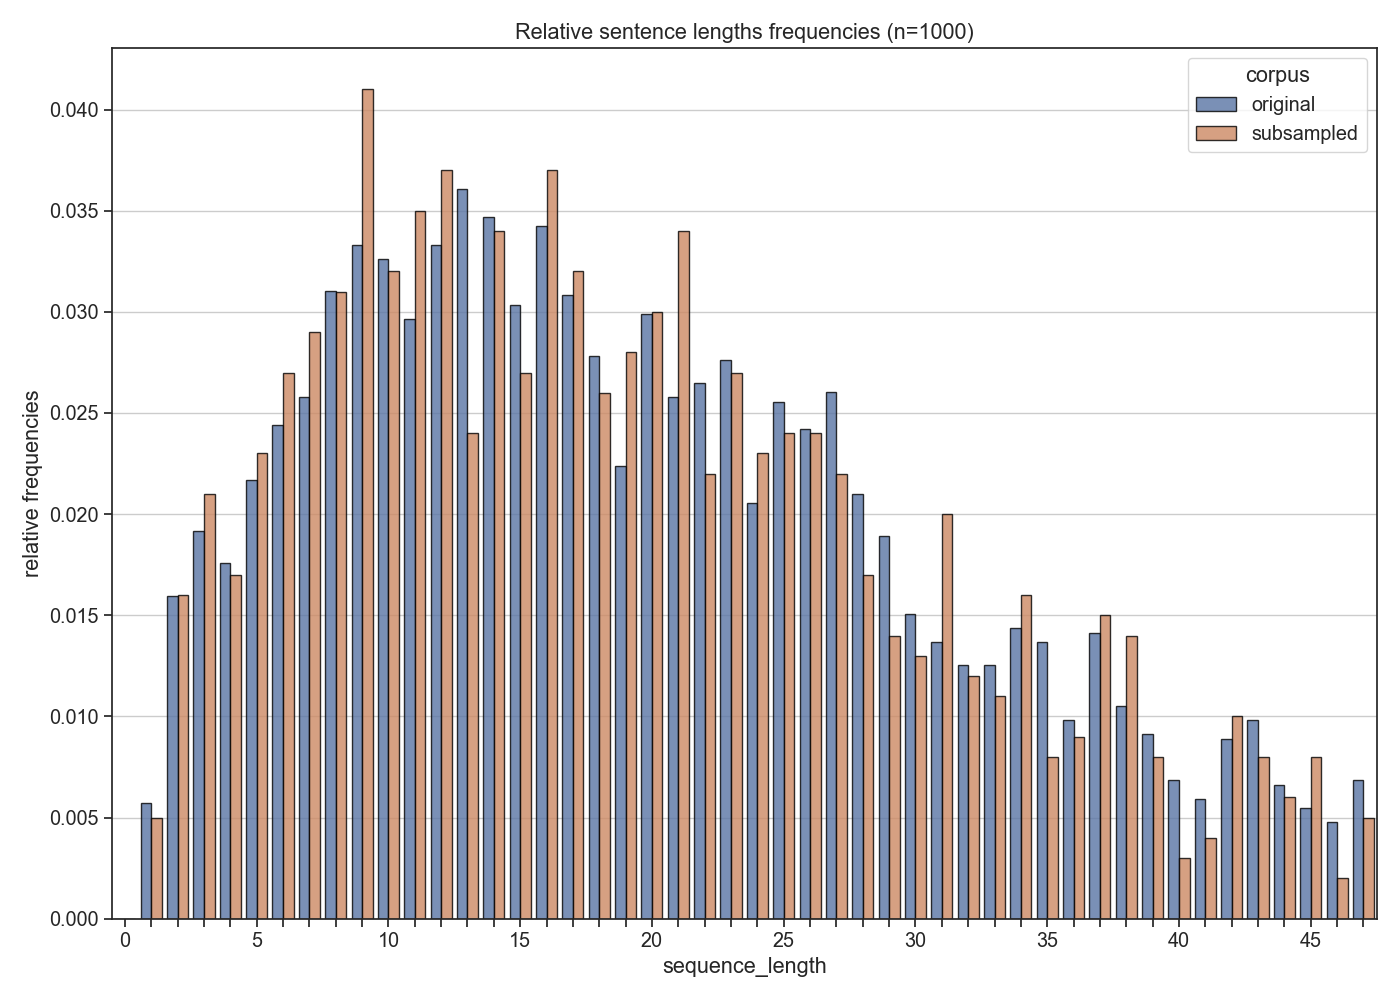 Relative sentence lengths frequencies (n=1000)
corpus
original
subsampled
relative frequencies
0.040
0.035
0.030
0.025
0.020
0.015
0.010
0.005
0.000
0 5 10 15 20 25 30 35 40 45
sequence_length